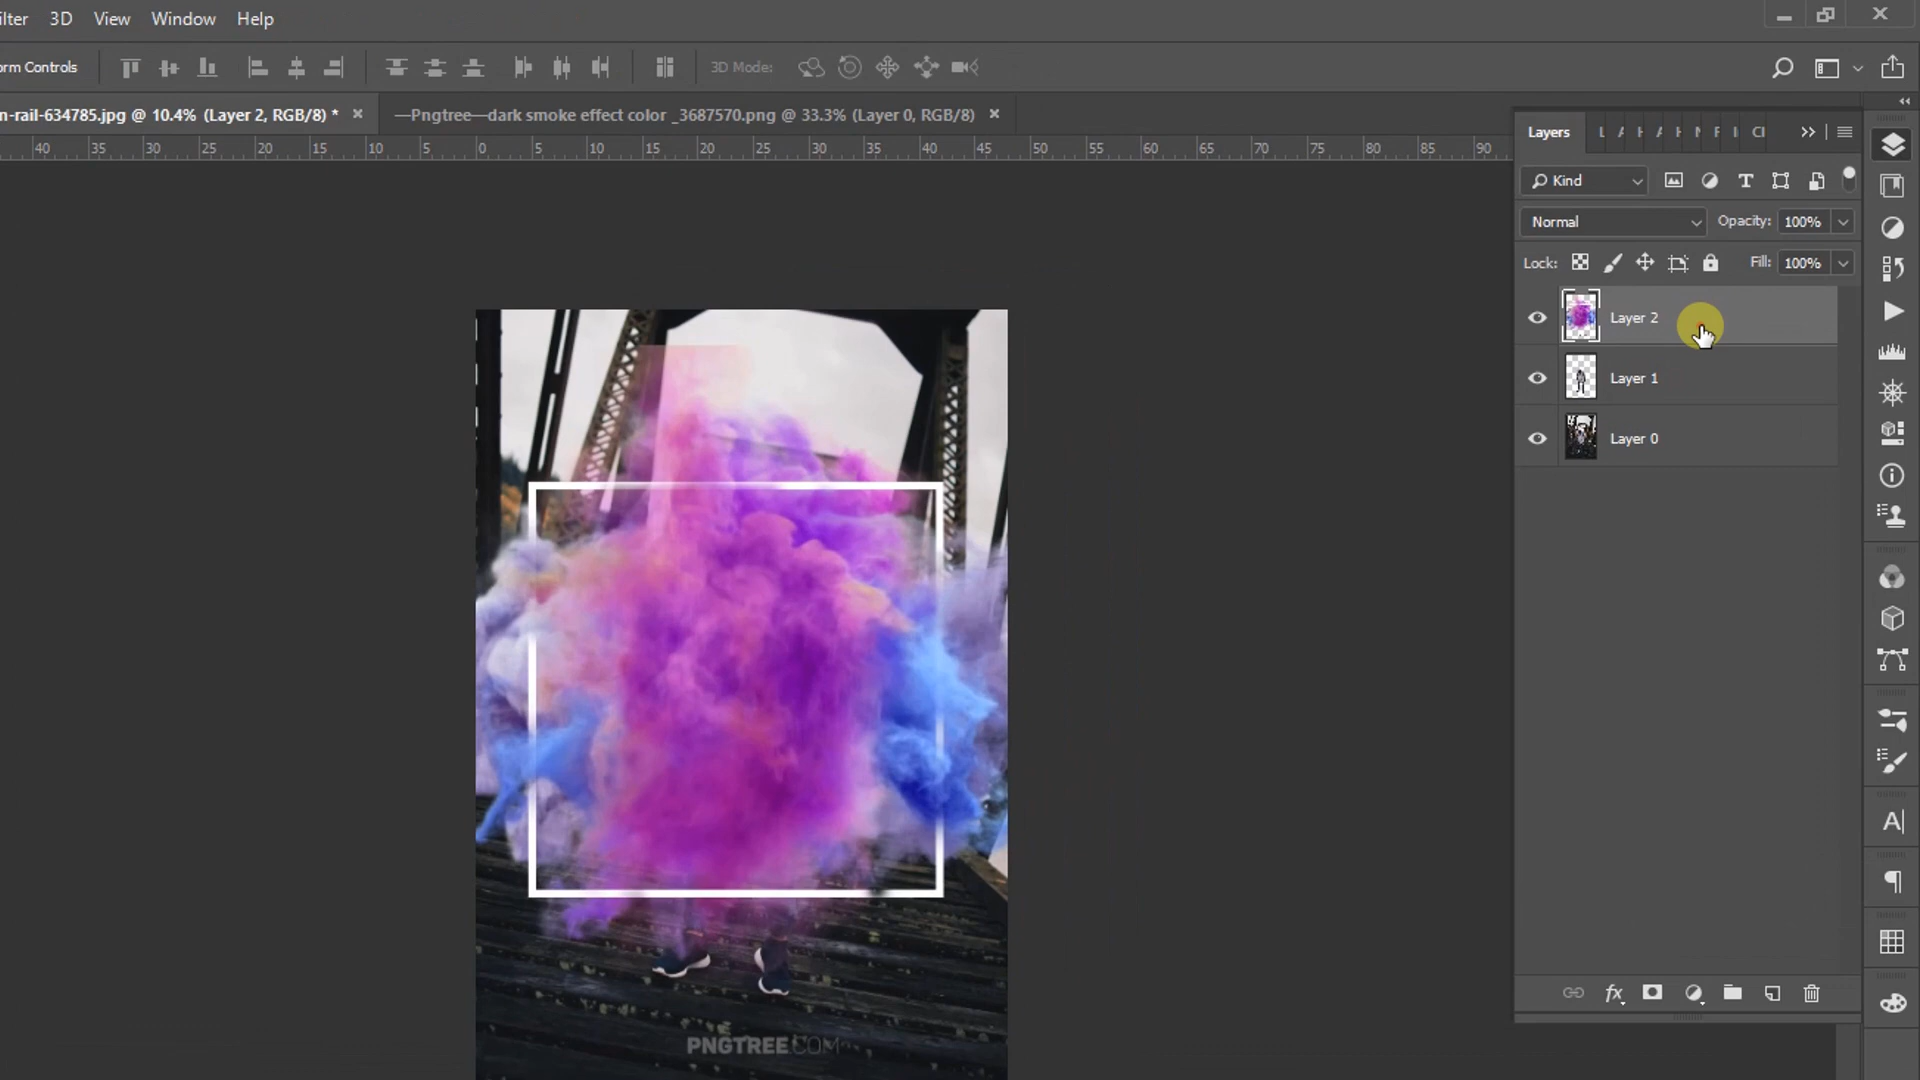 ilter 3D View Window Help
orm Controls
3D Mode:
n-rail-634785.jpg @ 10.4% (Layer 2, RGB/8) *
—Pngtree—dark smoke effect color _3687570.png @ 33.3% (Layer 0, RGB/8)
40 35 30 25 20 15 10 5 0 5 10 15 20 25 30 35 40 45 50 55 60 65 70 75 80 85 90
Layers L A H A H N F I Cl
Kind
Normal Opacity: 100%
Lock: Fill: 100%
Layer 2
Layer 1
Layer 0
fx
PNGTREE.COM